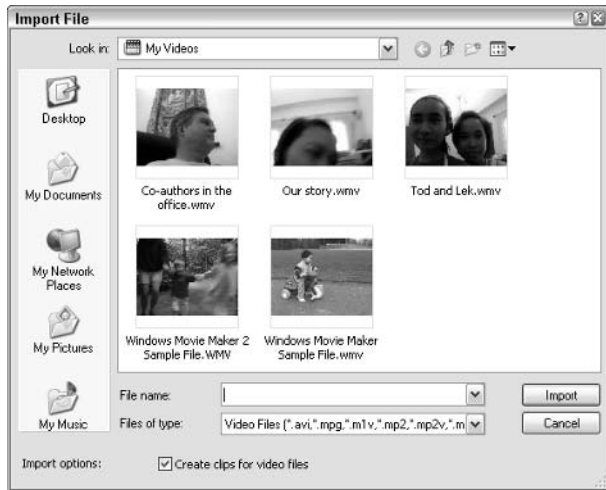 Import File
Look in:
My Videos
Desktop
My Documents
My Network
Places
My Pictures
My Music
Co-authors in the
office.wmv
Our story.wmv
Tod and Lek.wmv
Windows Movie Maker 2
Sample File.WMV
Windows Movie Maker
Sample File.wmv
File name:
Import
Files of type:
Video Files (*.avi,*.mpg,*.m1v,*.mp2,*.mp2v,*.m
Cancel
Import options:
Create clips for video files